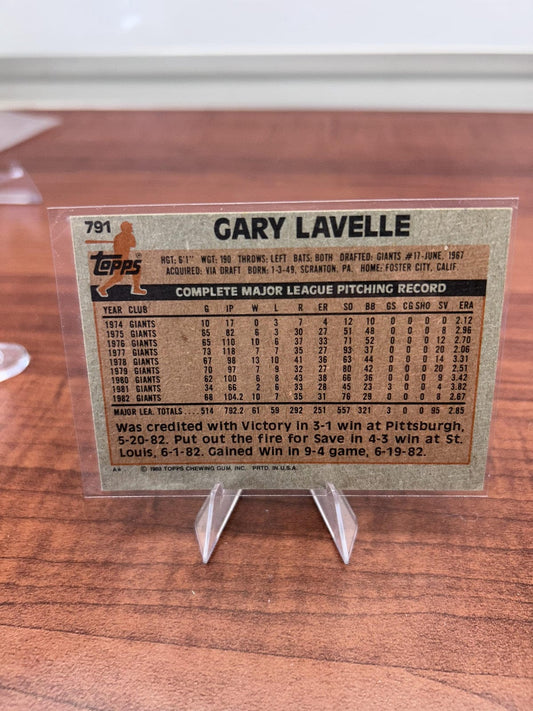 791
GARY LAVELLE
TOPPS®
HGT: 6'1" WGT: 190 THROWS: LEFT BATS: BOTH DRAFTED: GIANTS #17-JUNE, 1967
ACQUIRED: VIA DRAFT BORN: 1-3-49, SCRANTON, PA. HOME: FOSTER CITY, CALIF.
COMPLETE MAJOR LEAGUE PITCHING RECORD
YEAR CLUB G IP W L R ER SO BB GS CG SHO SV ERA
1974 GIANTS 10 17 0 3 7 4 12 10 0 0 0 0 2.12
1975 GIANTS 65 82 6 3 30 27 51 48 0 0 0 8 2.96
1976 GIANTS 65 110 10 6 37 33 71 52 0 0 0 12 2.70
1977 GIANTS 73 118 7 7 27 93 37 0 0 0 20 2.06
1978 GIANTS 67 98 13 10 41 36 63 44 0 0 0 14 3.31
1979 GIANTS 70 97 7 9 27 80 42 0 0 0 20 2.51
1980 GIANTS 62 100 6 8 43 38 66 36 0 0 0 9 3.42
1981 GIANTS 34 66 2 6 33 28 45 23 3 0 0 4 3.82
1982 GIANTS 68 104.2 10 7 31 76 28 0 0 0 8 2.67
MAJOR LEA. TOTALS.... 514 792.2 61 59 292 251 557 321 3 0 0 95 2.85
Was credited with Victory in 3-1 win at Pittsburgh,
5-20-82. Put out the fire for Save in 4-3 win at St.
Louis, 6-1-82. Gained Win in 9-4 game, 6-19-82.
A* © 1983 TOPPS CHEWING GUM, INC. PRTD. IN U.S.A.